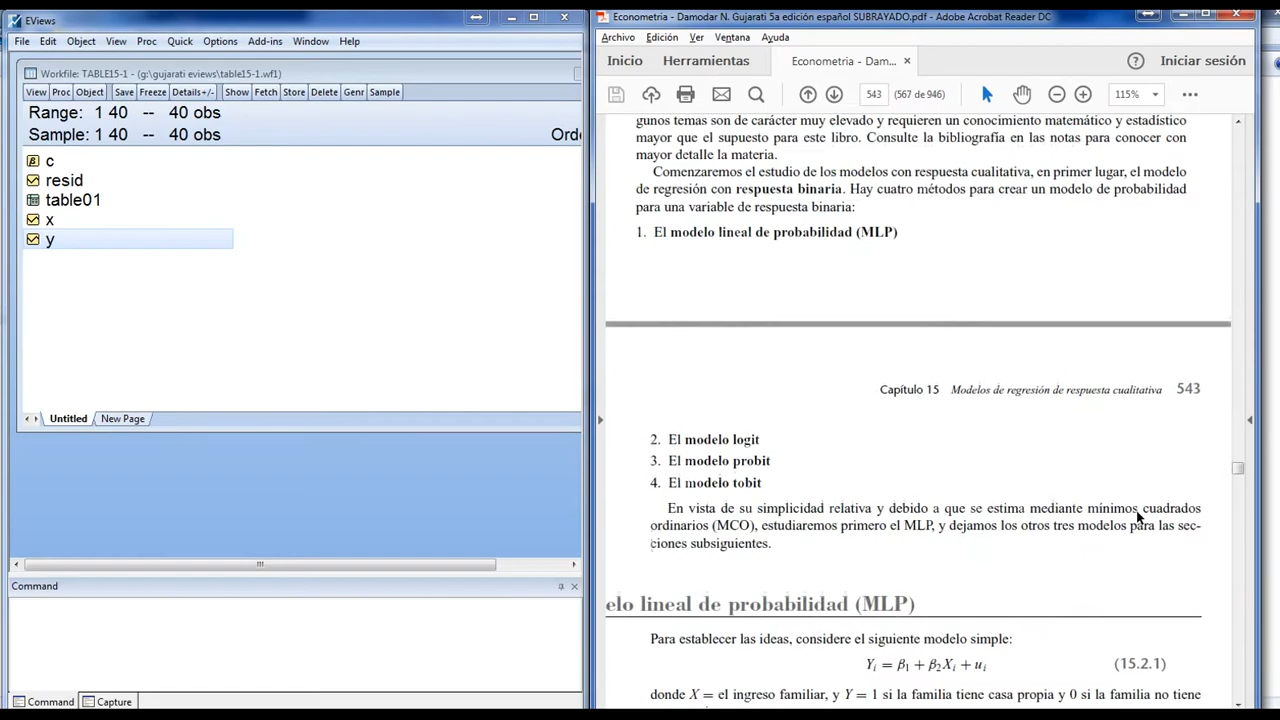 EViews
File Edit Object View Proc Quick Options Add-ins Window Help
Workfile: TABLE15-1 - (g:\gujarati eviews\table15-1.wf1)
View Proc Object Save Freeze Details+/- Show Fetch Store Delete Genr Sample
Range: 1 40 -- 40 obs
Sample: 1 40 -- 40 obs Orde
c
resid
table01
x
y
Untitled New Page
Command
Command Capture
Econometria - Damodar N. Gujarati 5a edición español SUBRAYADO.pdf - Adobe Acrobat Reader DC
Archivo Edición Ver Ventana Ayuda
Inicio Herramientas Econometria - Dam... Iniciar sesión
543 (567 de 946) 115%
gunos temas son de carácter muy elevado y requieren un conocimiento matemático y estadístico
mayor que el supuesto para este libro. Consulte la bibliografía en las notas para conocer con
mayor detalle la materia.
Comenzaremos el estudio de los modelos con respuesta cualitativa, en primer lugar, el modelo
de regresión con respuesta binaria. Hay cuatro métodos para crear un modelo de probabilidad
para una variable de respuesta binaria:
1. El modelo lineal de probabilidad (MLP)
Capítulo 15 Modelos de regresión de respuesta cualitativa 543
2. El modelo logit
3. El modelo probit
4. El modelo tobit
En vista de su simplicidad relativa y debido a que se estima mediante mínimos cuadrados
ordinarios (MCO), estudiaremos primero el MLP, y dejamos los otros tres modelos para las sec-
ciones subsiguientes.
elo lineal de probabilidad (MLP)
Para establecer las ideas, considere el siguiente modelo simple:
Yi = β1 + β2Xi + ui (15.2.1)
donde X = el ingreso familiar, y Y = 1 si la familia tiene casa propia y 0 si la familia no tiene